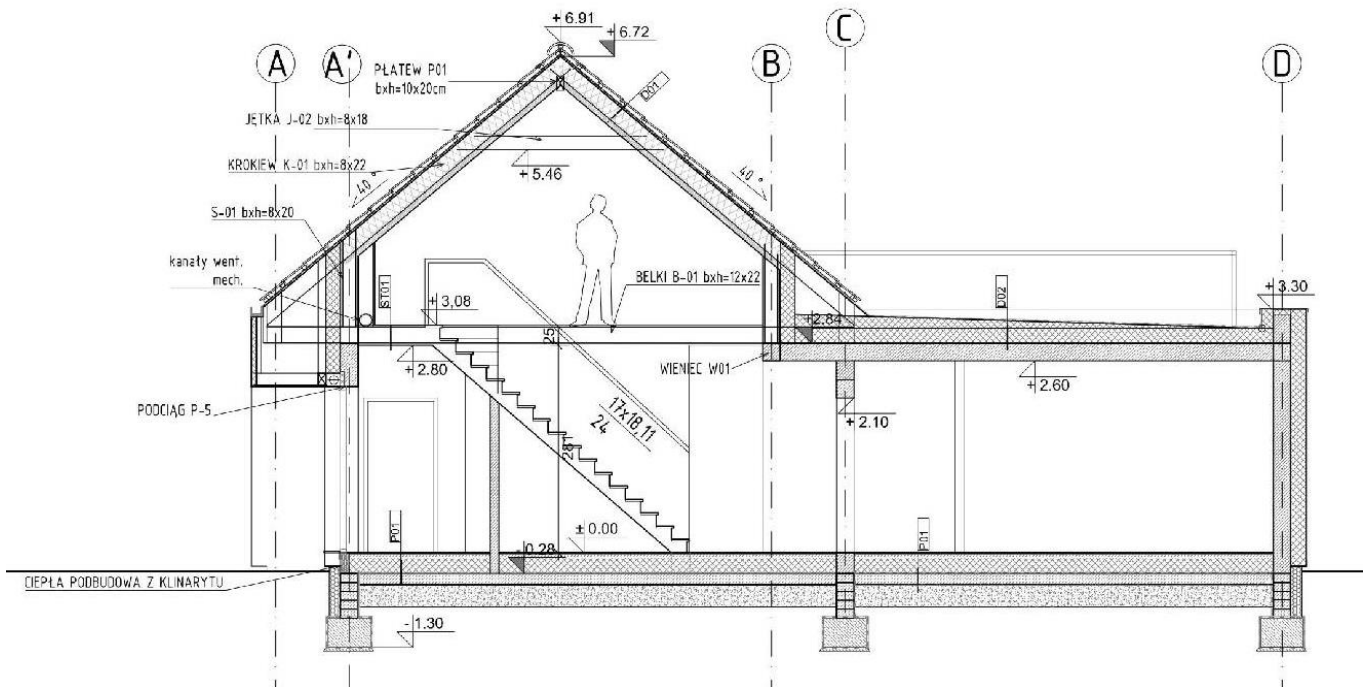 + 6.91
+ 6.72
A
A'
B
C
D
PŁATEW P01
bxh=10x20cm
D01
JĘTKA J-02 bxh=8x18
KROKIEW K-01 bxh=8x22
+ 5.46
40 °
40 °
S-01 bxh=8x20
kanały went.
mech.
ST01
BELKI B-01 bxh=12x22
D02
+ 3.30
+ 3,08
+2.84
25
+ 2.80
WIENIEC W01
+ 2.60
PODCIĄG P-5
17x18,11
24
+ 2.10
281
± 0.00
P01
P01
- 0.28
CIEPŁA PODBUDOWA Z KLINARYTU
- 1.30